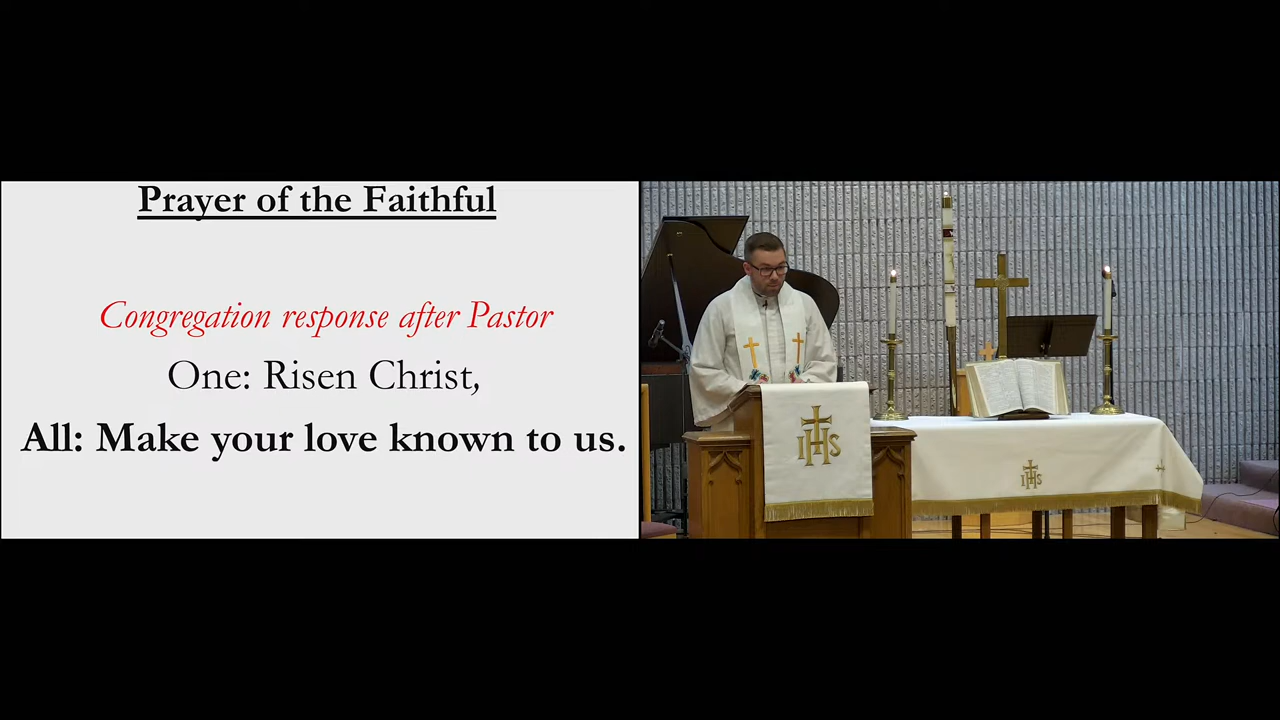 Prayer of the Faithful
Congregation response after Pastor
One: Risen Christ,
All: Make your love known to us.
IHS
IHS